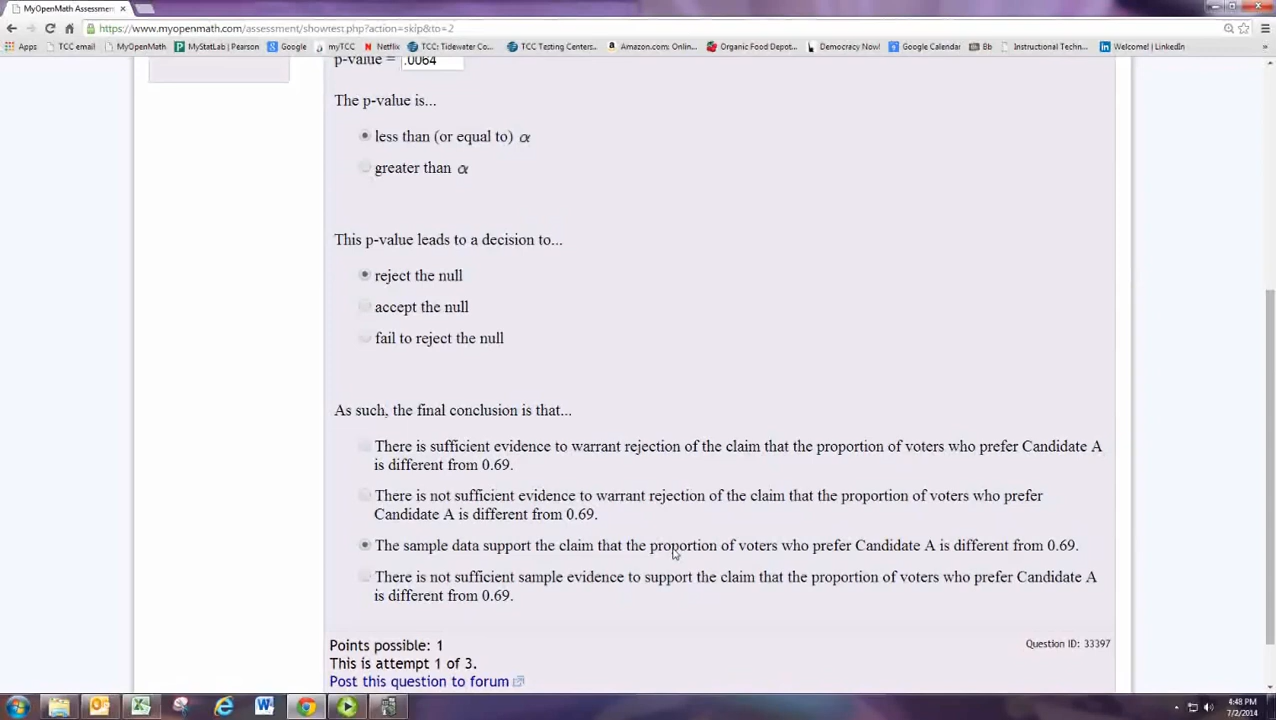 MyOpenMath Assessmen
https://www.myopenmath.com/assessment/showtest.php?action=skip&to=2
Apps TCC email MyOpenMath MyStatLab | Pearson Google myTCC Netflix TCC: Tidewater Co... TCC Testing Centers... Amazon.com: Onlin... Organic Food Depot... Democracy Now! Google Calendar Bb Instructional Techn... Welcome! | LinkedIn
p-value = .0064
The p-value is...
less than (or equal to) α
greater than α
This p-value leads to a decision to...
reject the null
accept the null
fail to reject the null
As such, the final conclusion is that...
There is sufficient evidence to warrant rejection of the claim that the proportion of voters who prefer Candidate A
is different from 0.69.
There is not sufficient evidence to warrant rejection of the claim that the proportion of voters who prefer
Candidate A is different from 0.69.
The sample data support the claim that the proportion of voters who prefer Candidate A is different from 0.69.
There is not sufficient sample evidence to support the claim that the proportion of voters who prefer Candidate A
is different from 0.69.
Points possible: 1
Question ID: 33397
This is attempt 1 of 3.
Post this question to forum
4:48 PM
7/2/2014